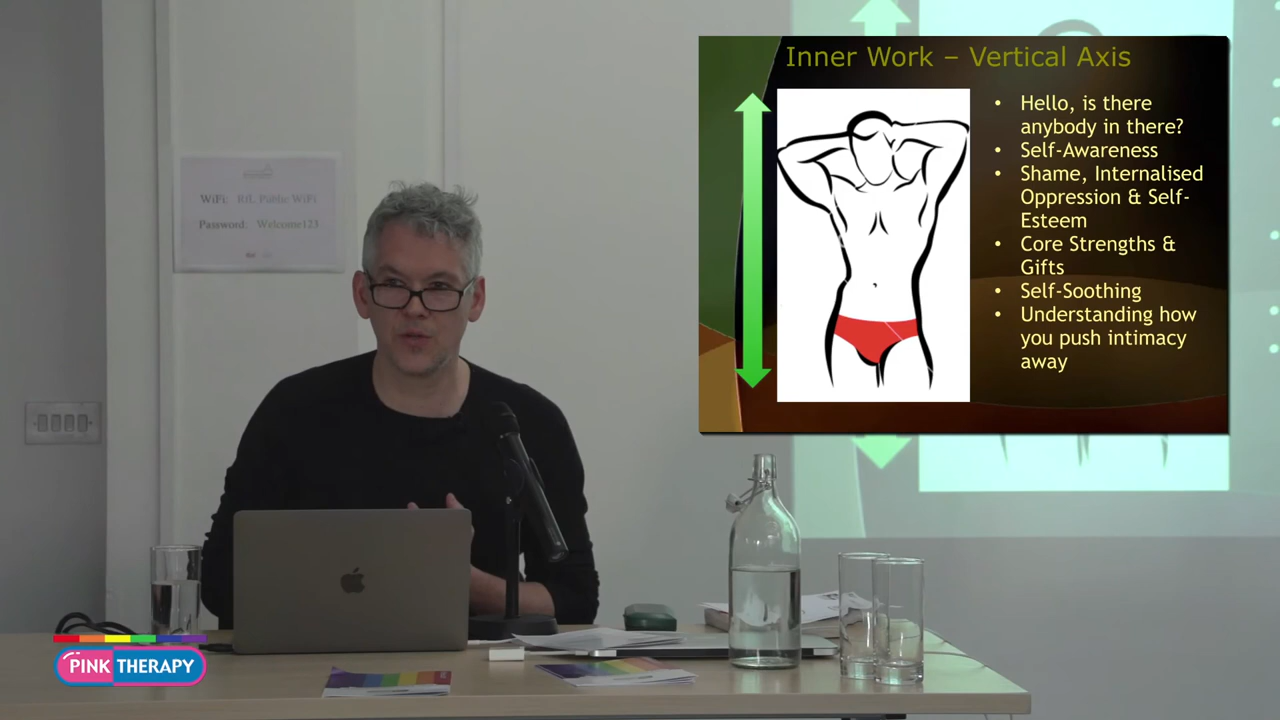 Inner Work – Vertical Axis
• Hello, is there
anybody in there?
• Self-Awareness
• Shame, Internalised
Oppression & Self-
Esteem
• Core Strengths &
Gifts
• Self-Soothing
• Understanding how
you push intimacy
away
WiFi: BfL Public WiFi
Password: Welcome123
PINK THERAPY